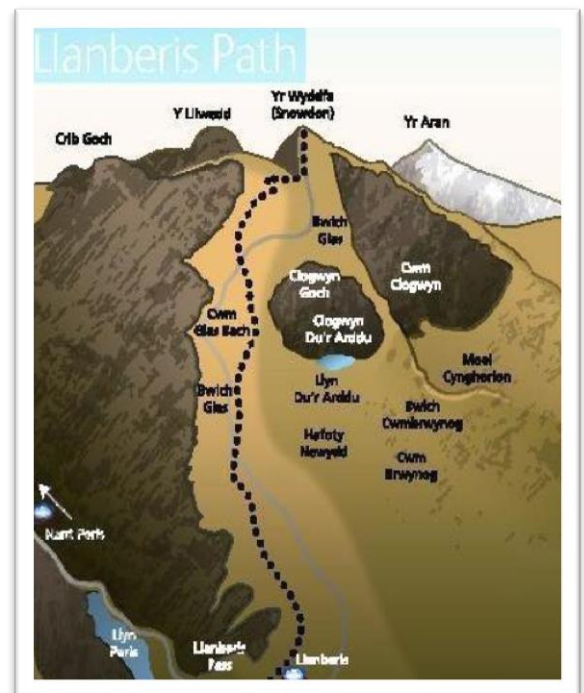 Llanberis Path
Yr Wyddfa
(Snowdon)
Y Lliwedd
Yr Aran
Crib Goch
Bwlch
Glas
Clogwyn
Goch
Cwm
Clogwyn
Cwm
Glas Bach
Clogwyn
Du'r Arddu
Moel
Cynghorion
Llyn
Du'r Arddu
Bwlch
Glas
Bwlch
Cwmbrwynog
Hafoty
Newydd
Cwm
Brwynog
Nant Peris
Llyn
Peris
Llanberis
Pass
Llanberis